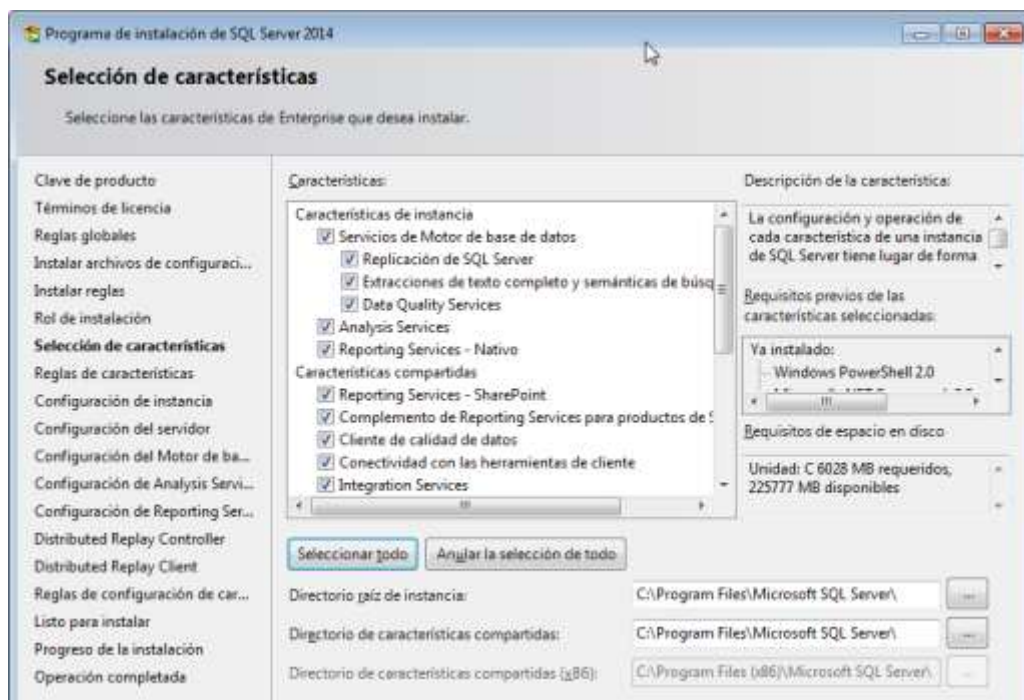 Programa de instalación de SQL Server 2014
Selección de características
Seleccione las características de Enterprise que desea instalar.
Clave de producto
Términos de licencia
Reglas globales
Instalar archivos de configuraci...
Instalar reglas
Rol de instalación
Selección de características
Reglas de características
Configuración de instancia
Configuración del servidor
Configuración del Motor de ba...
Configuración de Analysis Servi...
Configuración de Reporting Ser...
Distributed Replay Controller
Distributed Replay Client
Reglas de configuración de car...
Listo para instalar
Progreso de la instalación
Operación completada
Características:
Características de instancia
Servicios de Motor de base de datos
Replicación de SQL Server
Extracciones de texto completo y semánticas de búsq
Data Quality Services
Analysis Services
Reporting Services - Nativo
Características compartidas
Reporting Services - SharePoint
Complemento de Reporting Services para productos de S
Cliente de calidad de datos
Conectividad con las herramientas de cliente
Integration Services
Seleccionar todo
Anular la selección de todo
Descripción de la característica:
La configuración y operación de
cada característica de una instancia
de SQL Server tiene lugar de forma
Requisitos previos de las
características seleccionadas:
Ya instalado:
Windows PowerShell 2.0
Requisitos de espacio en disco
Unidad: C 6028 MB requeridos,
225777 MB disponibles
Directorio raíz de instancia:
C:\Program Files\Microsoft SQL Server\
...
Directorio de características compartidas:
C:\Program Files\Microsoft SQL Server\
...
Directorio de características compartidas (x86):
C:\Program Files (x86)\Microsoft SQL Server\
...